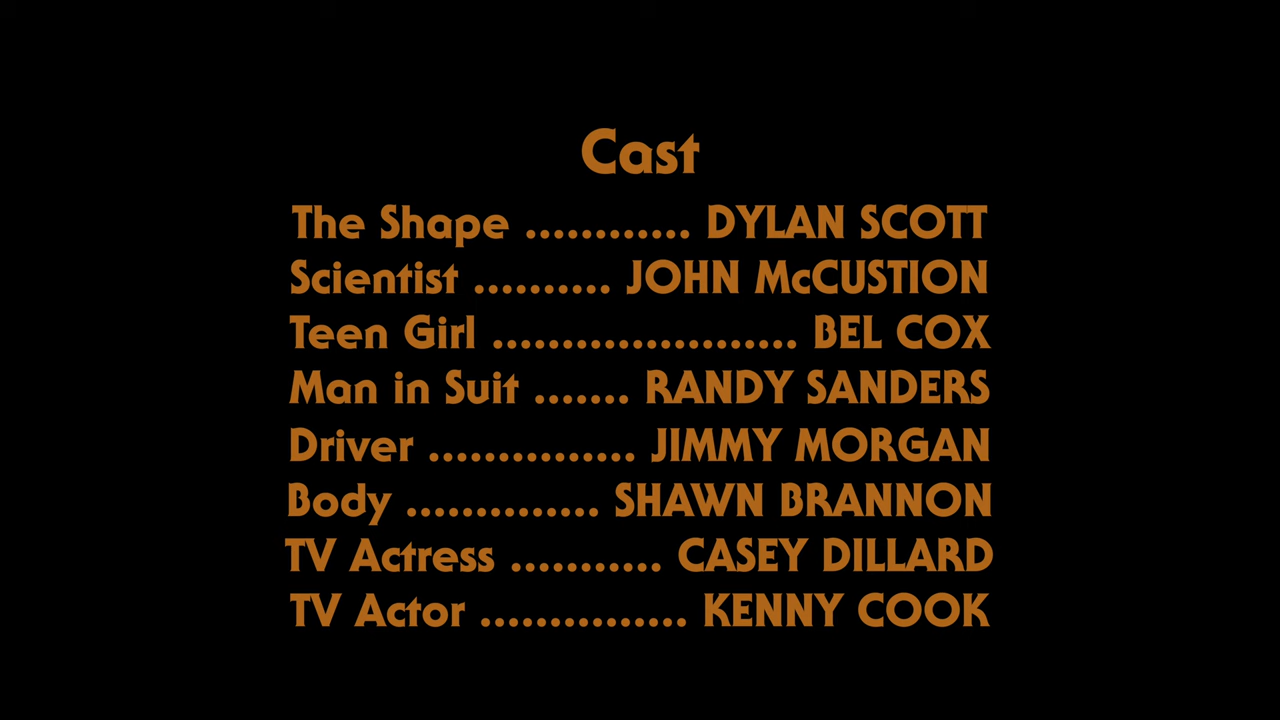 Cast
The Shape ............ DYLAN SCOTT
Scientist .......... JOHN McCUSTION
Teen Girl ...................... BEL COX
Man in Suit ....... RANDY SANDERS
Driver ............... JIMMY MORGAN
Body .............. SHAWN BRANNON
TV Actress ........... CASEY DILLARD
TV Actor ............... KENNY COOK